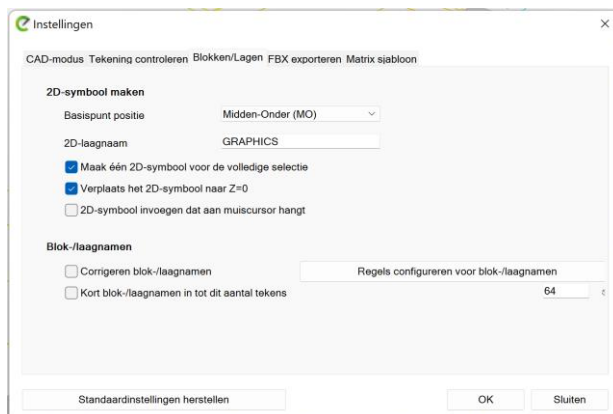 Instellingen
CAD-modus Tekening controleren Blokken/Lagen FBX exporteren Matrix sjabloon
2D-symbool maken
Basispunt positie Midden-Onder (MO)
2D-laagnaam GRAPHICS
Maak één 2D-symbool voor de volledige selectie
Verplaats het 2D-symbool naar Z=0
2D-symbool invoegen dat aan muiscursor hangt
Blok-/laagnamen
Corrigeren blok-/laagnamen Regels configureren voor blok-/laagnamen
Kort blok-/laagnamen in tot dit aantal tekens 64
Standaardinstellingen herstellen OK Sluiten